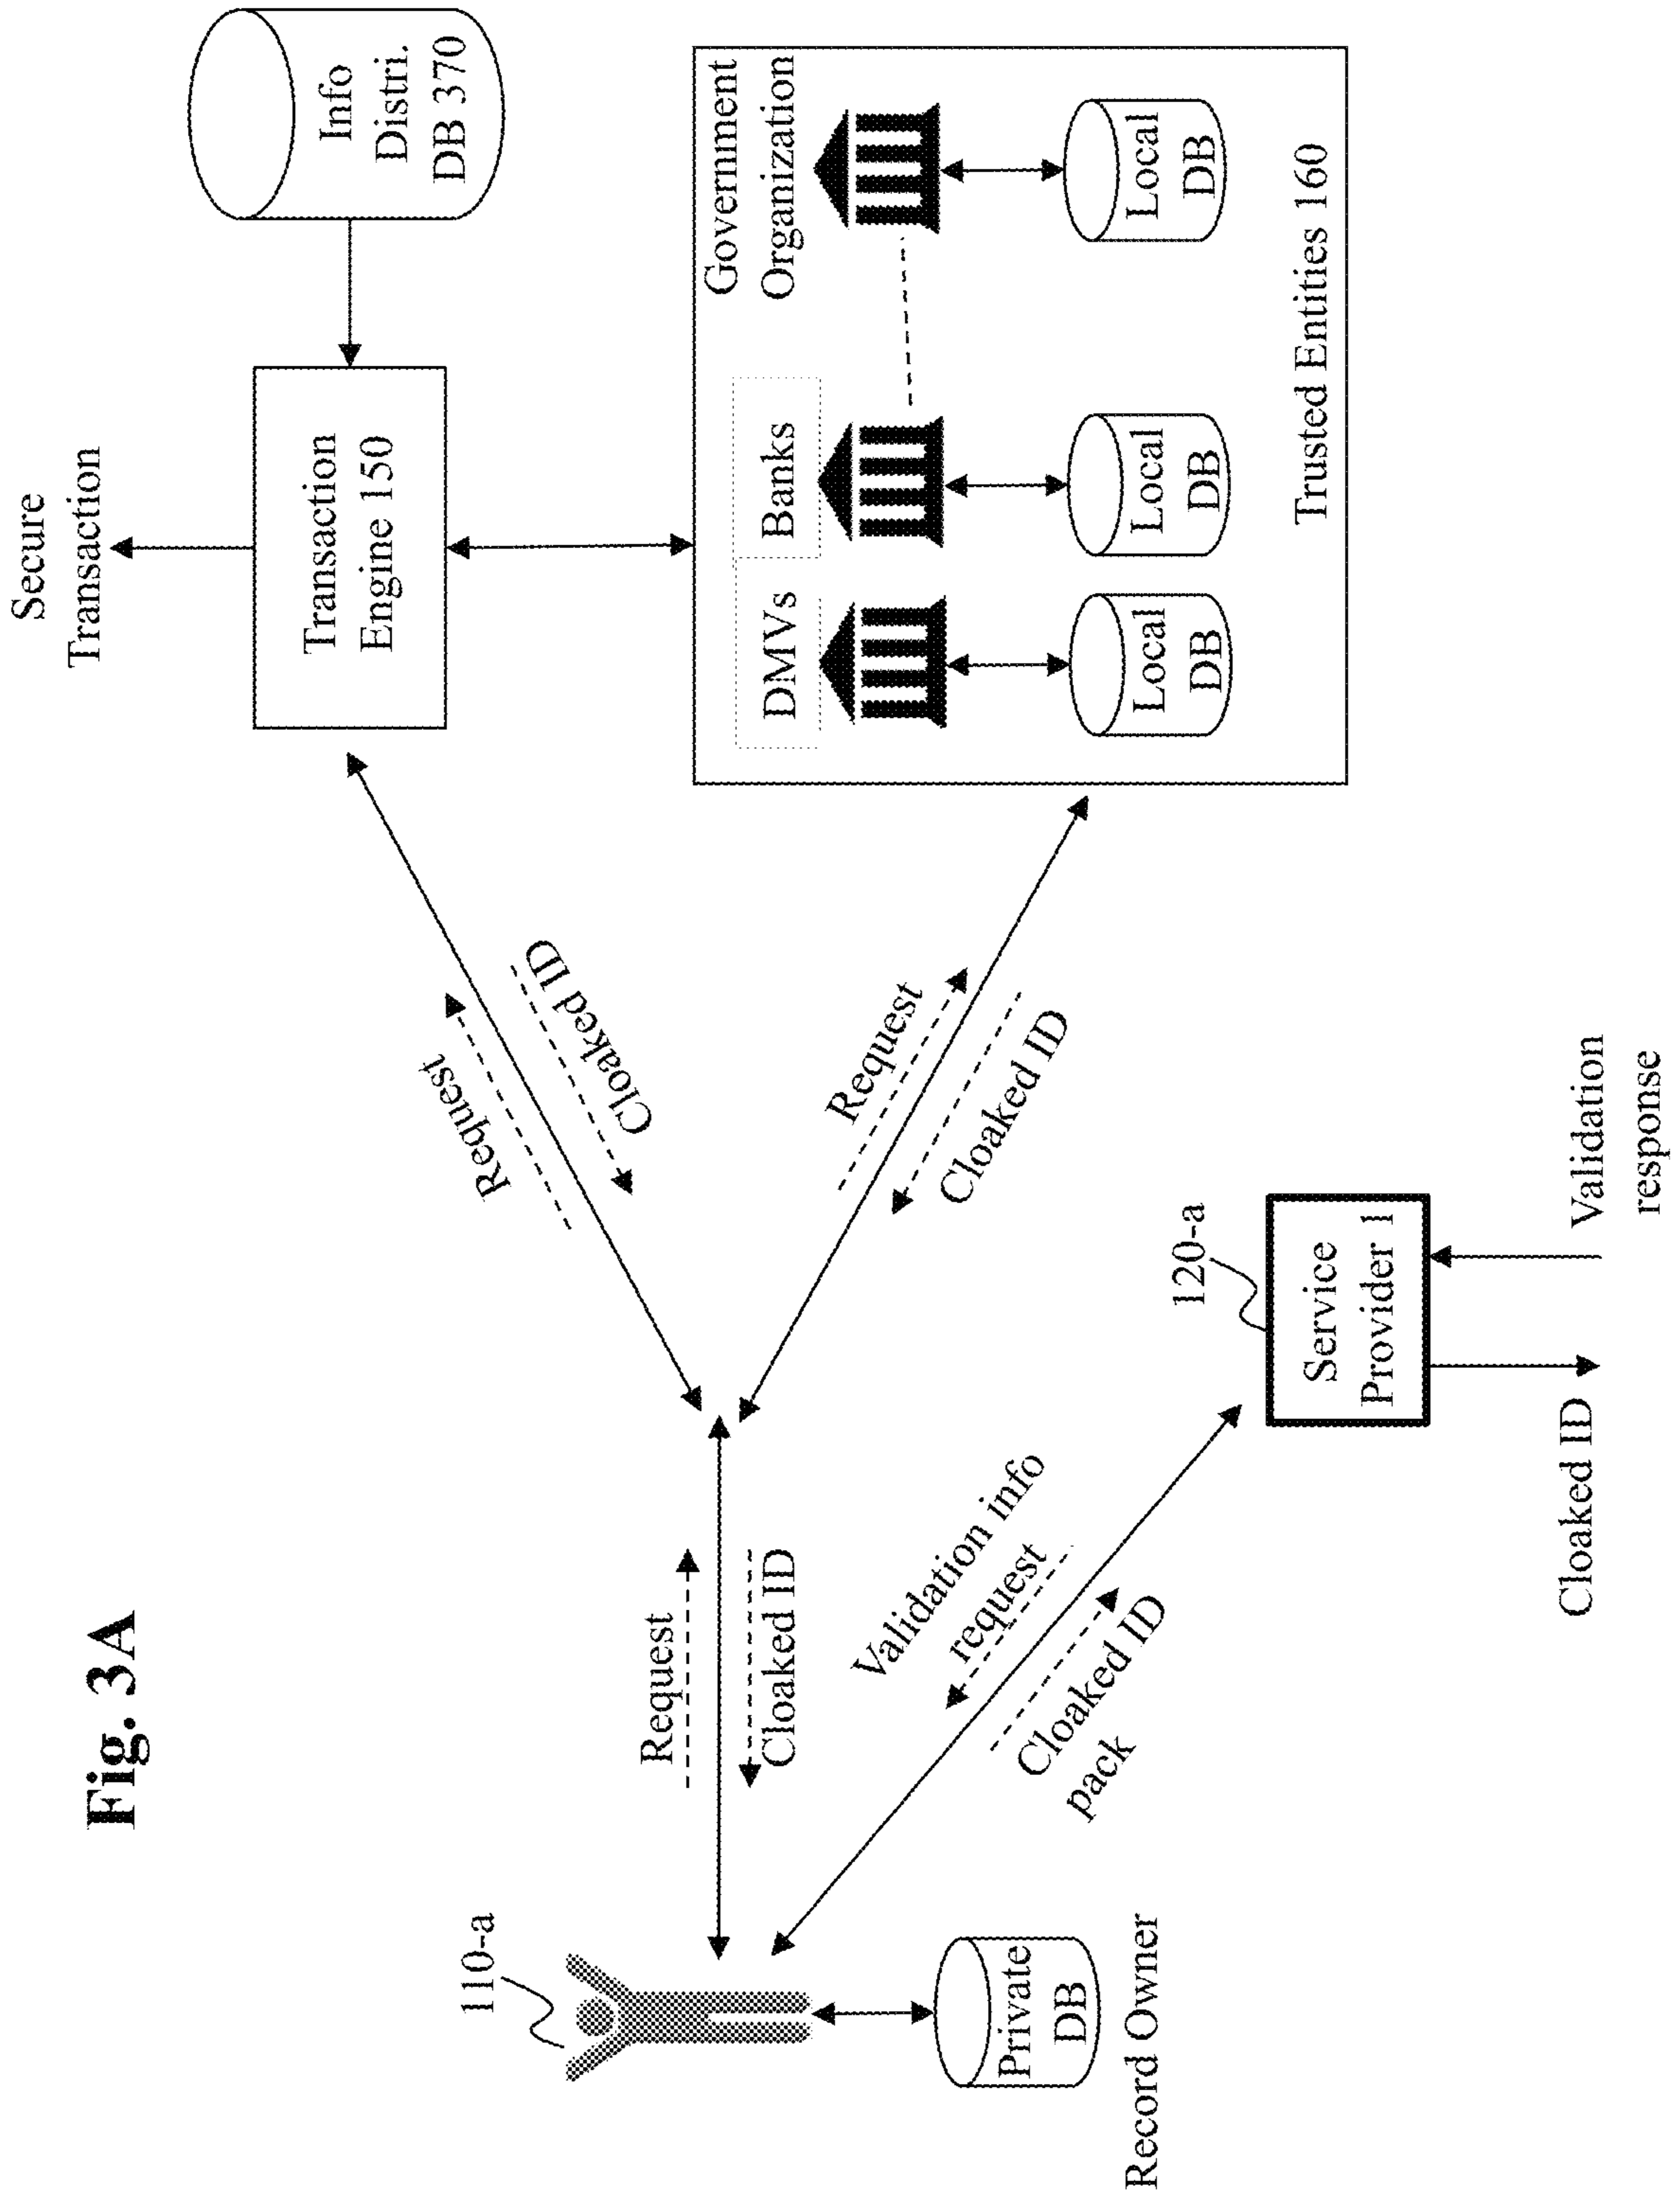 Fig. 3A
Secure
Transaction
Info
Distri.
DB 370
Transaction
Engine 150
110-a
Request
Cloaked ID
Request
Cloaked ID
Government
Organization
DMVs
Banks
Local
DB
Local
DB
Local
DB
Trusted Entities 160
Request
Cloaked ID
Validation info
request
Cloaked ID
pack
Private
DB
Record Owner
120-a
Service
Provider 1
Cloaked ID
Validation
response